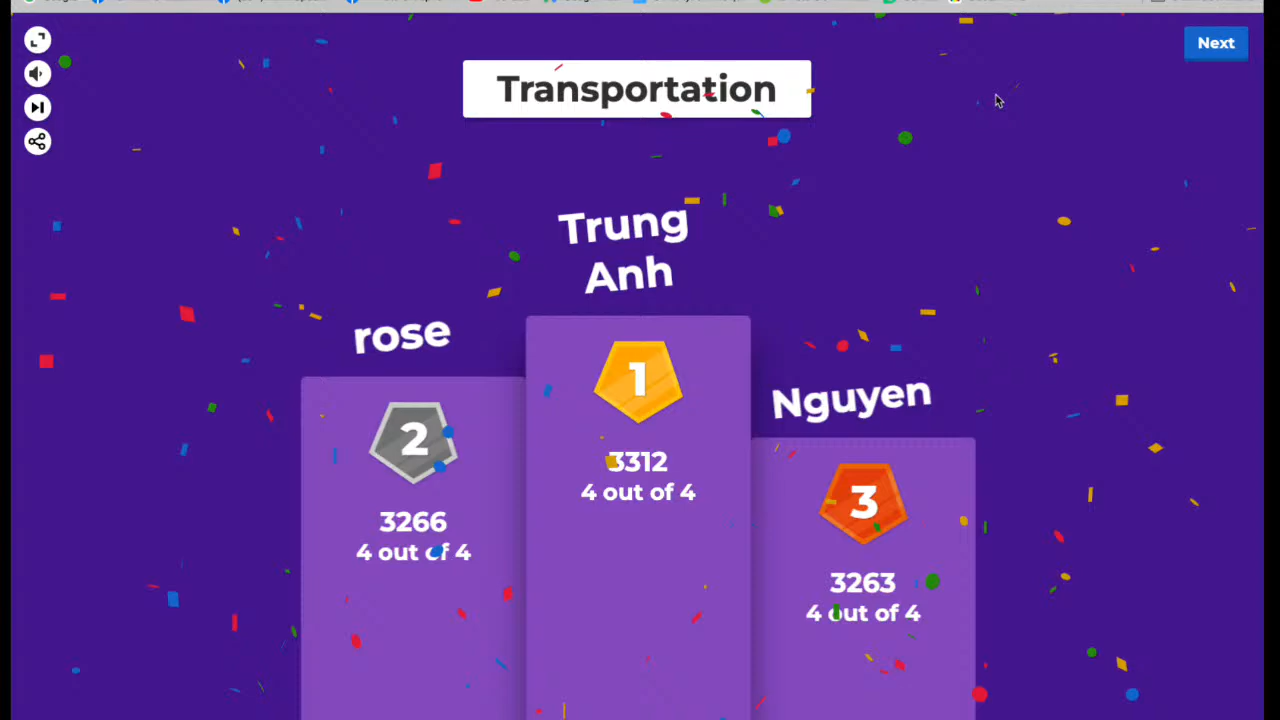 Next
Transportation
Trung
Anh
rose
Nguyen
1
3312
4 out of 4
2
3266
4 out of 4
3
3263
4 out of 4